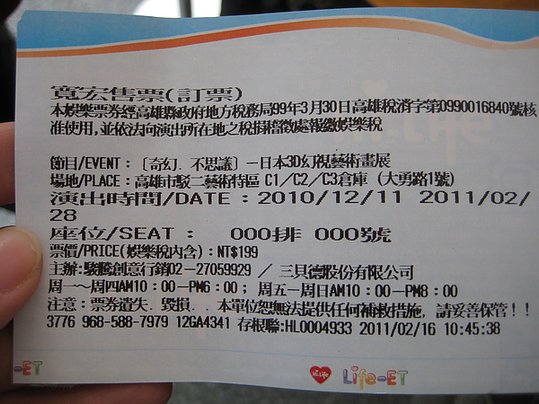 寬宏售票(訂票)
本娛樂票券經高雄縣政府地方稅務局99年3月30日高雄稅消字第0990016840號核
准使用,並依法向演出所在地之稅捐稽徵處報繳娛樂稅
節目/EVENT：〔奇幻．不思議〕－日本3D幻視藝術畫展
場地/PLACE：高雄市駁二藝術特區 C1／C2／C3倉庫 (大勇路1號)
演出時間/DATE：2010/12/11 2011/02/
28
座位/SEAT： 000排 000號
票價/PRICE(娛樂稅內含)：NT$199
主辦:駿騰創意行銷02-27059929 ／ 三貝德股份有限公司
周一～周四AM10：00-PM6：00；周五-周日AM10：00-PM8：00
注意：票券遺失．毀損．．本單位恕無法提供任何補救措施，請妥善保管！！
3776 968-588-7979 12GA4341 存根聯:HL0004933 2011/02/16 10:45:38
-ET Life-ET